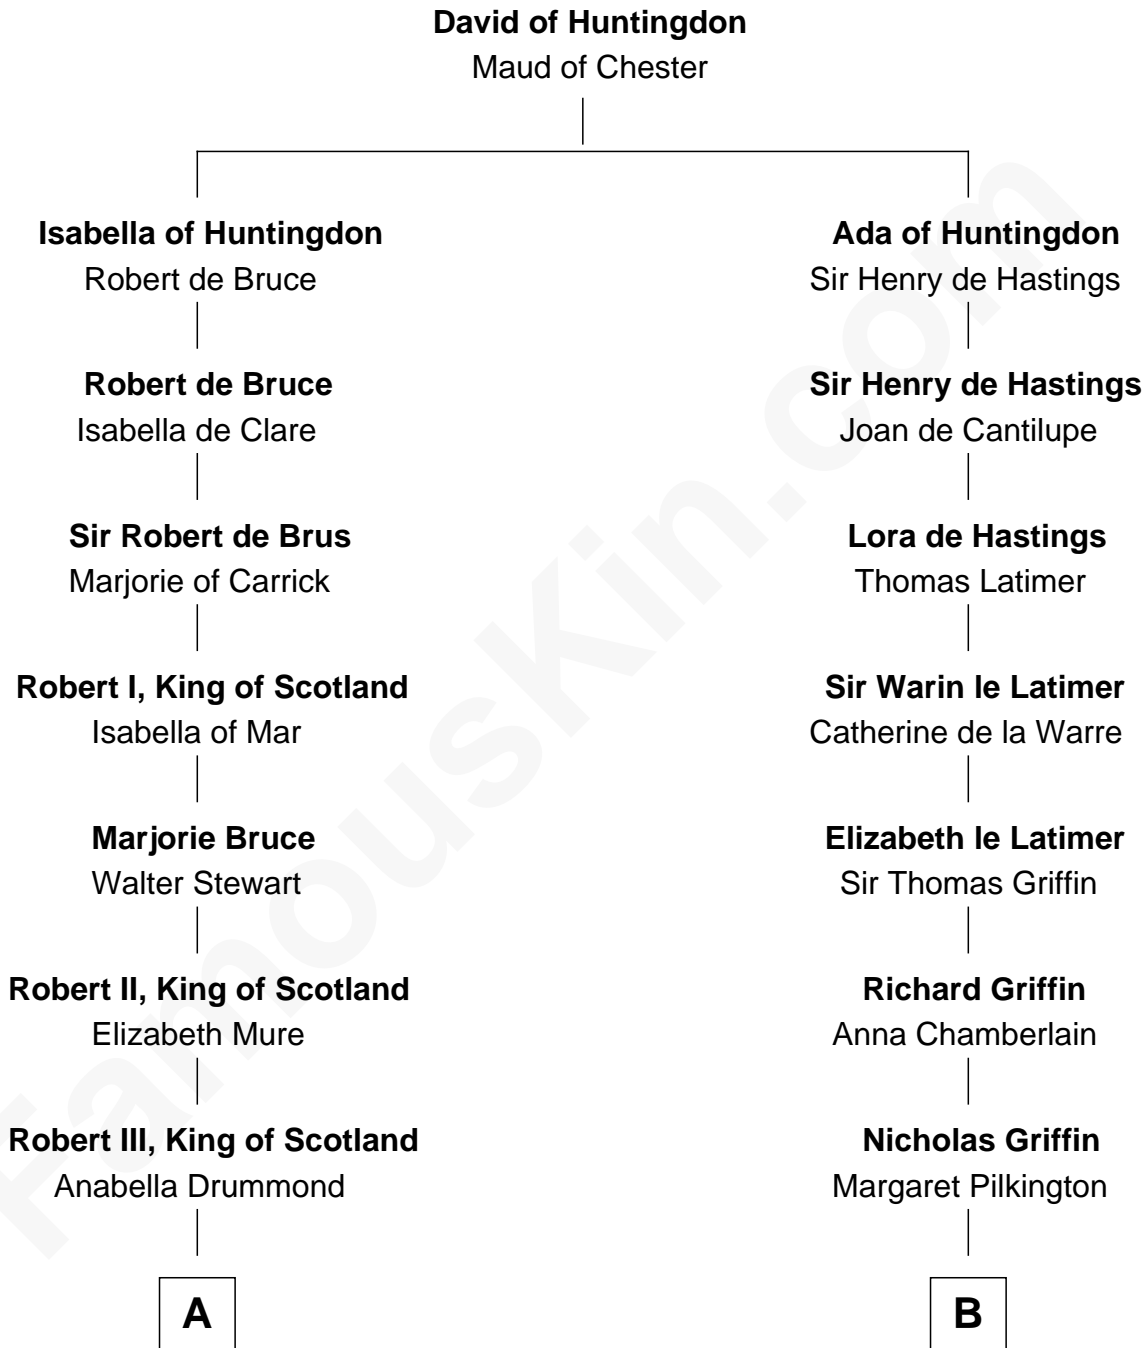 David of Huntingdon
Maud of Chester
Isabella of Huntingdon
Robert de Bruce
Ada of Huntingdon
Sir Henry de Hastings
Robert de Bruce
Isabella de Clare
Sir Henry de Hastings
Joan de Cantilupe
Sir Robert de Brus
Marjorie of Carrick
Lora de Hastings
Thomas Latimer
Robert I, King of Scotland
Isabella of Mar
Sir Warin le Latimer
Catherine de la Warre
Marjorie Bruce
Walter Stewart
Elizabeth le Latimer
Sir Thomas Griffin
Robert II, King of Scotland
Elizabeth Mure
Richard Griffin
Anna Chamberlain
Robert III, King of Scotland
Anabella Drummond
Nicholas Griffin
Margaret Pilkington
A
B
FamousKin.com